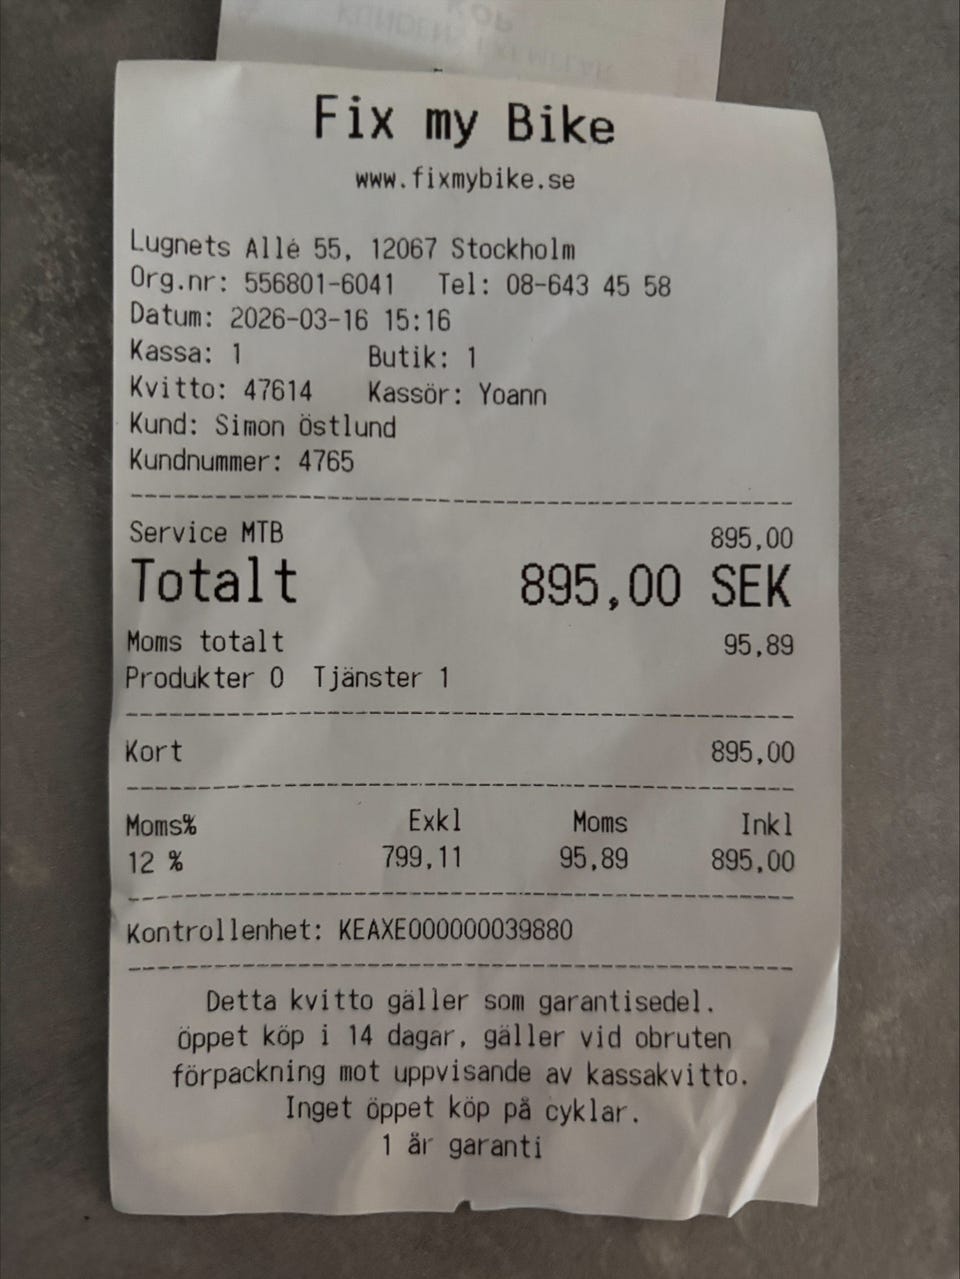 KÖP
KUNDENS EXEMPLAR
Fix my Bike
www.fixmybike.se
Lugnets Allé 55, 12067 Stockholm
Org.nr: 556801-6041 Tel: 08-643 45 58
Datum: 2026-03-16 15:16
Kassa: 1 Butik: 1
Kvitto: 47614 Kassör: Yoann
Kund: Simon Östlund
Kundnummer: 4765
Service MTB 895,00
Totalt 895,00 SEK
Moms totalt 95,89
Produkter 0 Tjänster 1
Kort 895,00
Moms% Exkl Moms Inkl
12 % 799,11 95,89 895,00
Kontrollenhet: KEAXE000000039880
Detta kvitto gäller som garantisedel.
Öppet köp i 14 dagar, gäller vid obruten
förpackning mot uppvisande av kassakvitto.
Inget öppet köp på cyklar.
1 år garanti